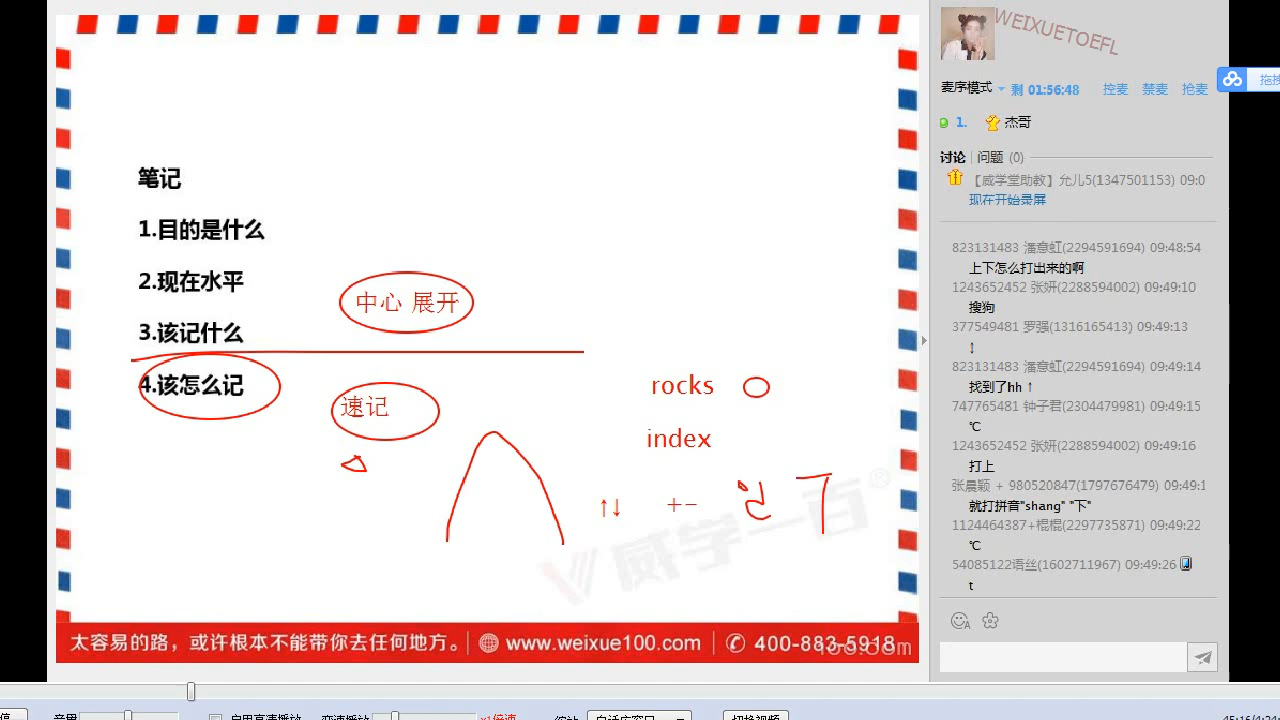 笔记
1.目的是什么
2.现在水平
中心 展开
3.该记什么
4.该怎么记
速记
rocks
index
↑↓ +-
威学一百®
太容易的路，或许根本不能带你去任何地方。 www.weixue100.com 400-883-5918
WEIXUETOEFL
麦序模式 剩 01:56:48 控麦 禁麦 抢麦
1. 杰哥
讨论 问题 (0)
【威学堂助教】允儿5(1347501153) 09:0
现在开始录屏
823131483 潘意虹(2294591694) 09:48:54
上下怎么打出来的啊
1243652452 张妍(2288594002) 09:49:10
搜狗
377549481 罗强(1316165413) 09:49:13
↓
823131483 潘意虹(2294591694) 09:49:14
找到了hh ↑
747765481 钟子君(2304479981) 09:49:15
℃
1243652452 张妍(2288594002) 09:49:16
打上
张晨颖 + 980520847(1797676479) 09:49:1
就打拼音"shang" "下"
1124464387+棍棍(2297735871) 09:49:22
℃
54085122语丝(1602711967) 09:49:26
t